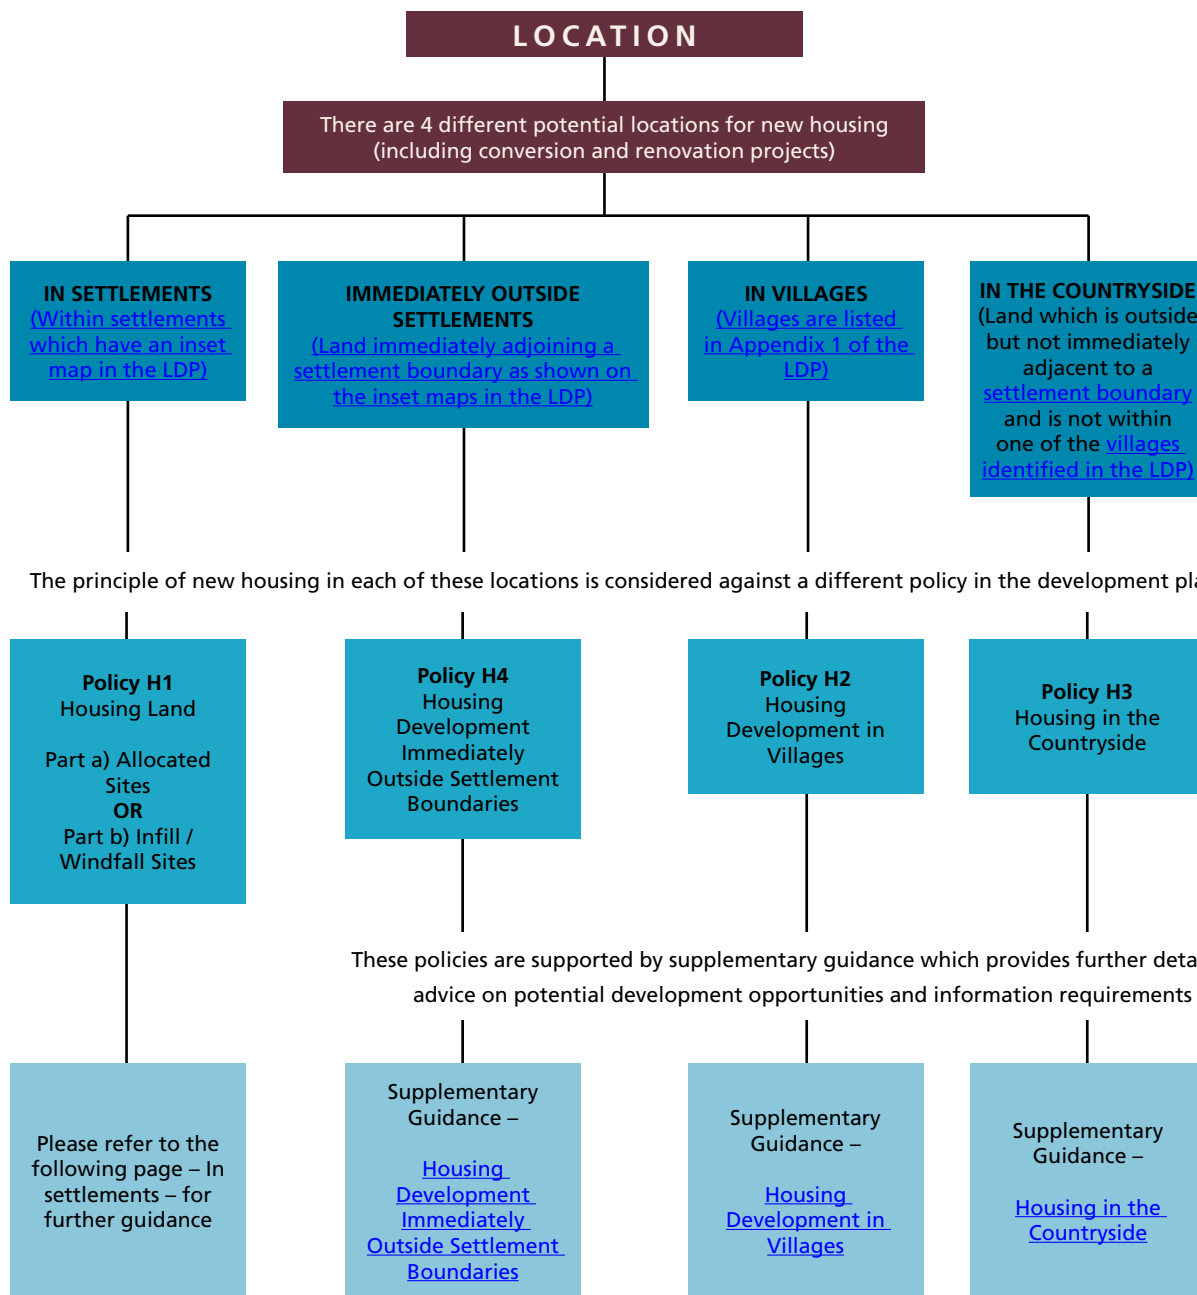 LOCATION
There are 4 different potential locations for new housing
(including conversion and renovation projects)
IN SETTLEMENTS
(Within settlements
which have an inset
map in the LDP)
IMMEDIATELY OUTSIDE
SETTLEMENTS
(Land immediately adjoining a
settlement boundary as shown on
the inset maps in the LDP)
IN VILLAGES
(Villages are listed
in Appendix 1 of the
LDP)
IN THE COUNTRYSIDE
(Land which is outside
but not immediately
adjacent to a
settlement boundary
and is not within
one of the villages
identified in the LDP)
The principle of new housing in each of these locations is considered against a different policy in the development
Policy H1
Housing Land
Part a) Allocated
Sites
OR
Part b) Infill /
Windfall Sites
Policy H4
Housing
Development
Immediately
Outside Settlement
Boundaries
Policy H2
Housing
Development in
Villages
Policy H3
Housing in the
Countryside
These policies are supported by supplementary guidance which provides further
advice on potential development opportunities and information requirements
Please refer to the
following page – In
settlements – for
further guidance
Supplementary
Guidance –
Housing
Development
Immediately
Outside Settlement
Boundaries
Supplementary
Guidance –
Housing
Development in
Villages
Supplementary
Guidance –
Housing in the
Countryside